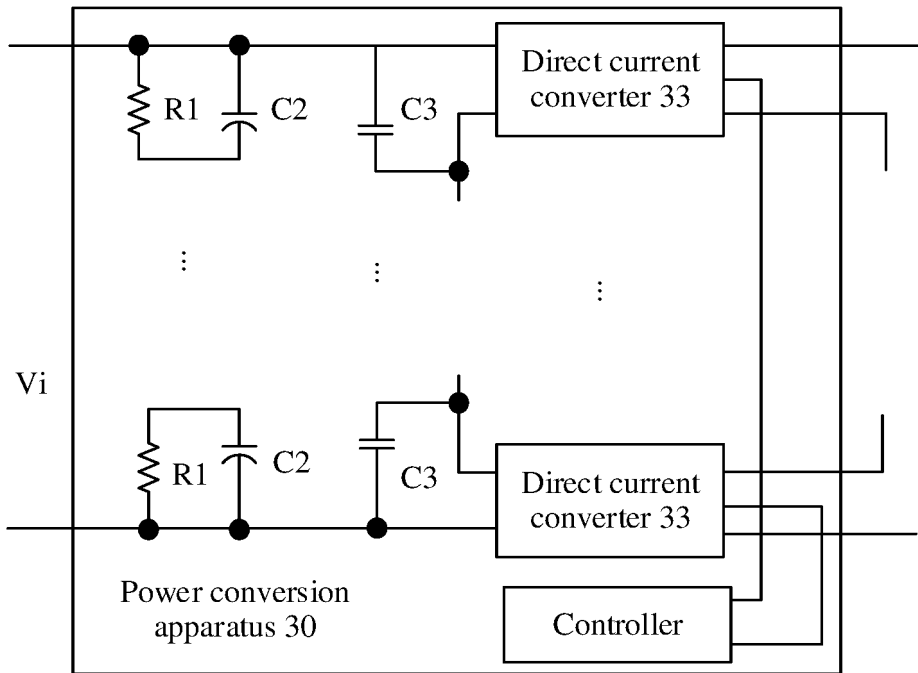 Direct current
converter 33
R1
C2
C3
⋮
⋮
⋮
Vi
R1
C2
C3
Direct current
converter 33
Power conversion
apparatus 30
Controller